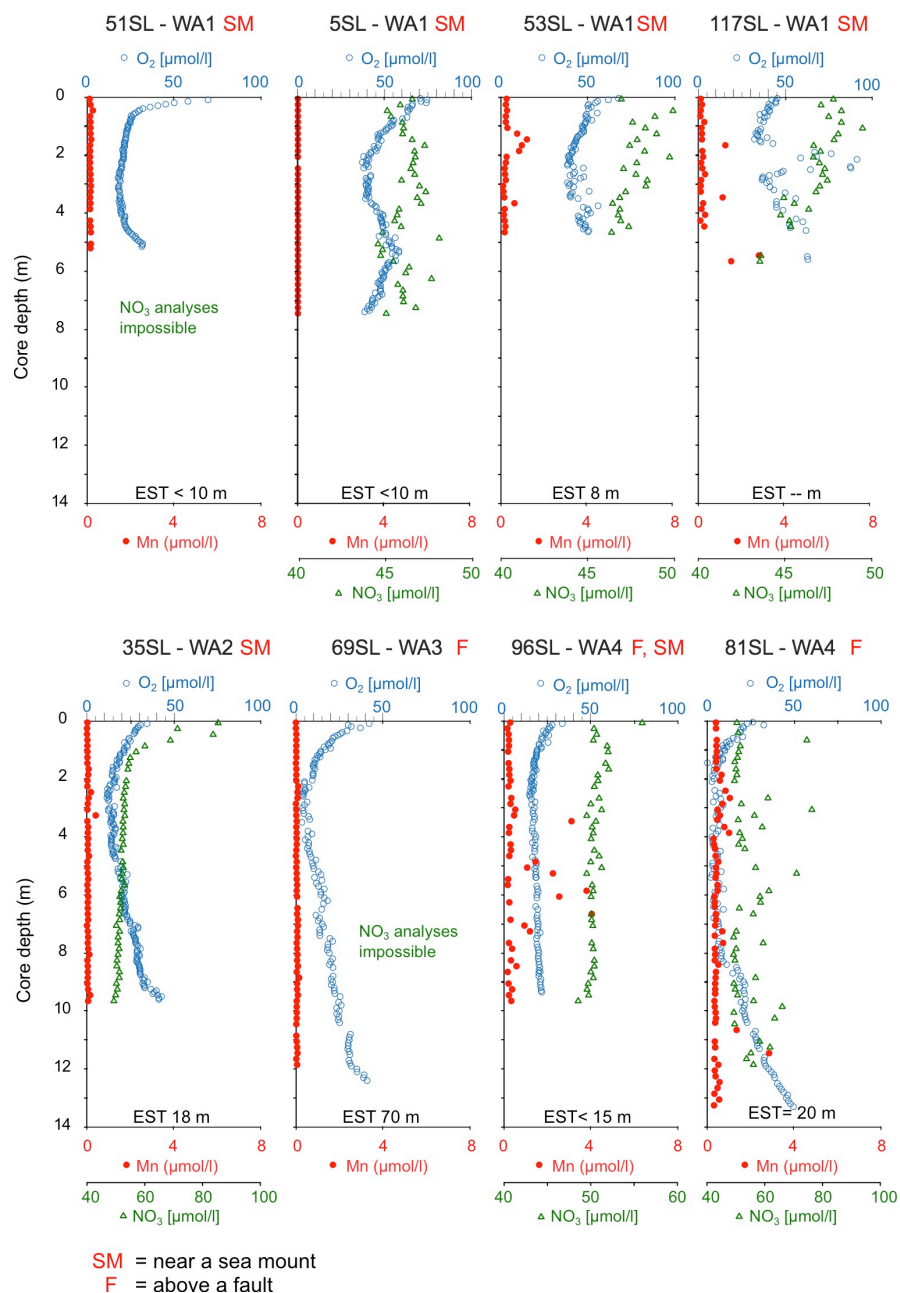 51SL - WA1 SM 5SL - WA1 SM 53SL - WA1 SM 117SL - WA1 SM
O₂ [µmol/l] O₂ [µmol/l] O₂ [µmol/l] O₂ [µmol/l]
0 50 100 0 50 100 0 50 100 0 50 100
0
2
4
6
8
10
12
14
Core depth (m)
NO₃ analyses
impossible
EST < 10 m EST <10 m EST 8 m EST -- m
0 4 8 0 4 8 0 4 8 0 4 8
Mn (µmol/l) Mn (µmol/l) Mn (µmol/l) Mn (µmol/l)
40 45 50 40 45 50 40 45 50
NO₃ [µmol/l] NO₃ [µmol/l] NO₃ [µmol/l]
35SL - WA2 SM 69SL - WA3 F 96SL - WA4 F, SM 81SL - WA4 F
O₂ [µmol/l] O₂ [µmol/l] O₂ [µmol/l] O₂ [µmol/l]
0 50 100 0 50 100 0 50 100 0 50 100
0
2
4
6
8
10
12
14
Core depth (m)
NO₃ analyses
impossible
EST 18 m EST 70 m EST< 15 m EST= 20 m
0 4 8 0 4 8 0 4 8 0 4 8
Mn (µmol/l) Mn (µmol/l) Mn (µmol/l) Mn (µmol/l)
40 60 80 100 40 50 60 40 60 80 100
NO₃ [µmol/l] NO₃ [µmol/l] NO₃ [µmol/l]
SM = near a sea mount
F = above a fault